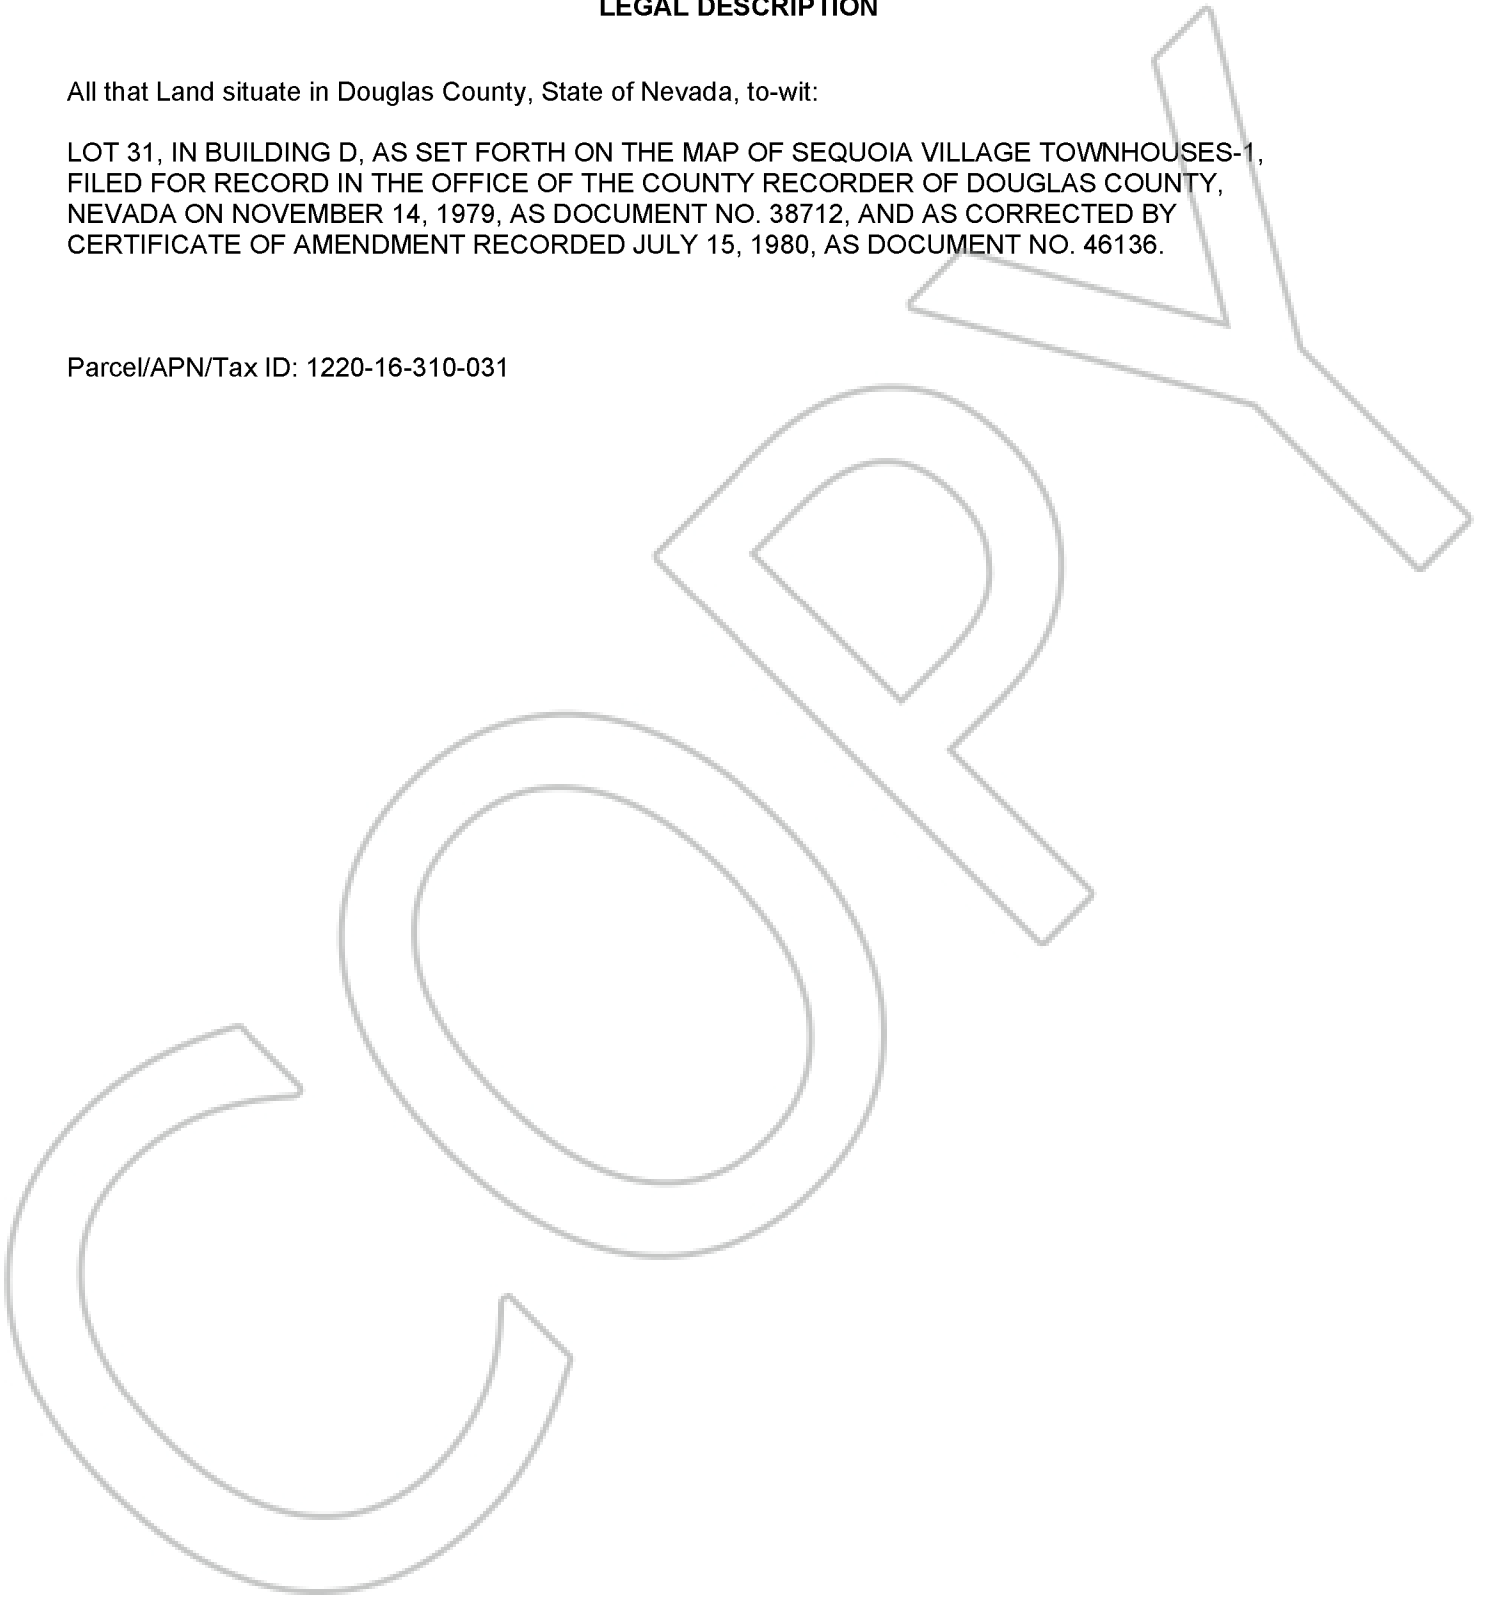 LEGAL DESCRIPTION
All that Land situate in Douglas County, State of Nevada, to-wit:
LOT 31, IN BUILDING D, AS SET FORTH ON THE MAP OF SEQUOIA VILLAGE TOWNHOUSES-1,
FILED FOR RECORD IN THE OFFICE OF THE COUNTY RECORDER OF DOUGLAS COUNTY,
NEVADA ON NOVEMBER 14, 1979, AS DOCUMENT NO. 38712, AND AS CORRECTED BY
CERTIFICATE OF AMENDMENT RECORDED JULY 15, 1980, AS DOCUMENT NO. 46136.
Parcel/APN/Tax ID: 1220-16-310-031
COPY